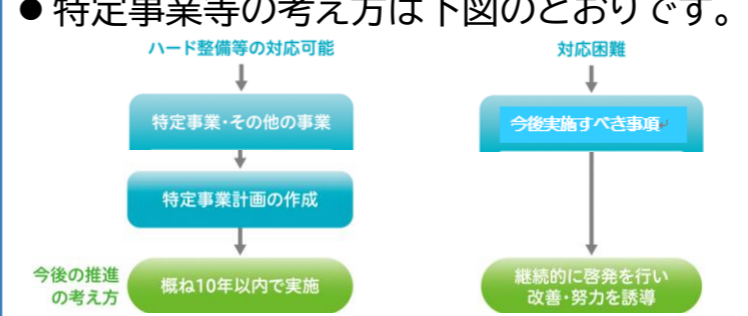 ● 特定事業等の考え方は下図のとおりです。
ハード整備等の対応可能
対応困難
特定事業・その他の事業
今後実施すべき事項↵
特定事業計画の作成
今後の推進
の考え方
概ね10年以内で実施
継続的に啓発を行い
改善・努力を誘導